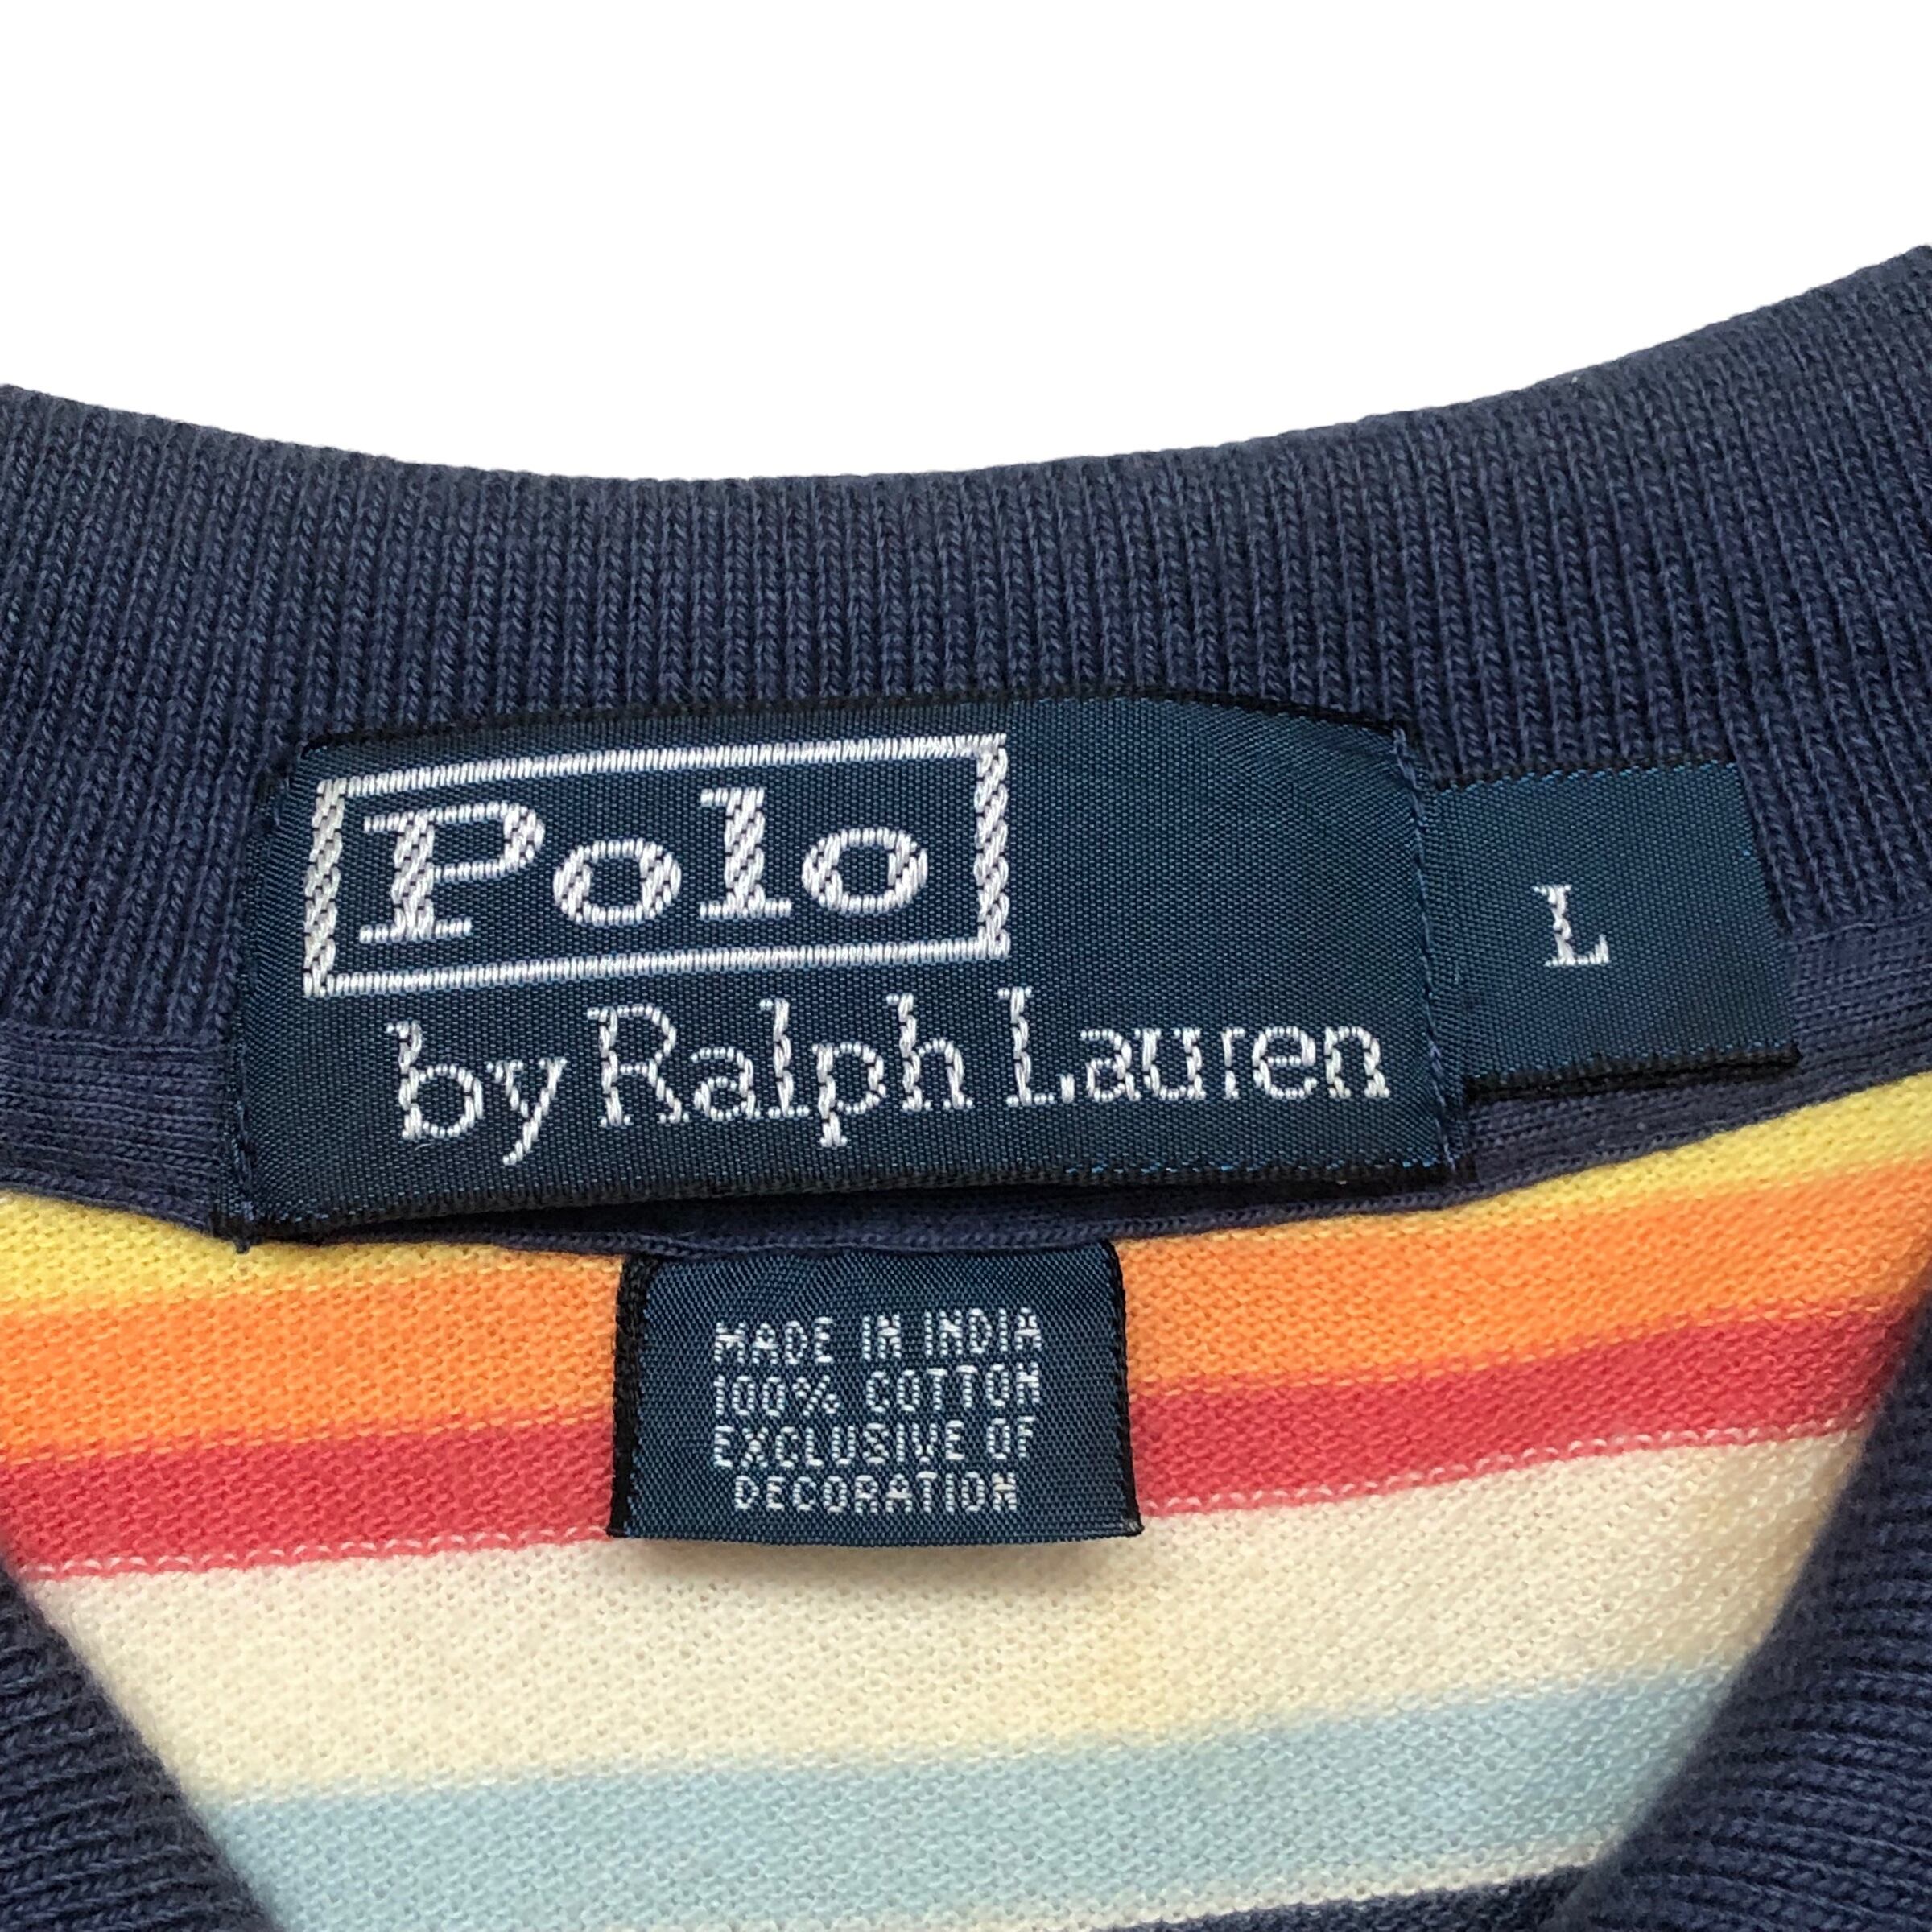 Polo
by Ralph Lauren
L
MADE IN INDIA
100% COTTON
EXCLUSIVE OF
DECORATION